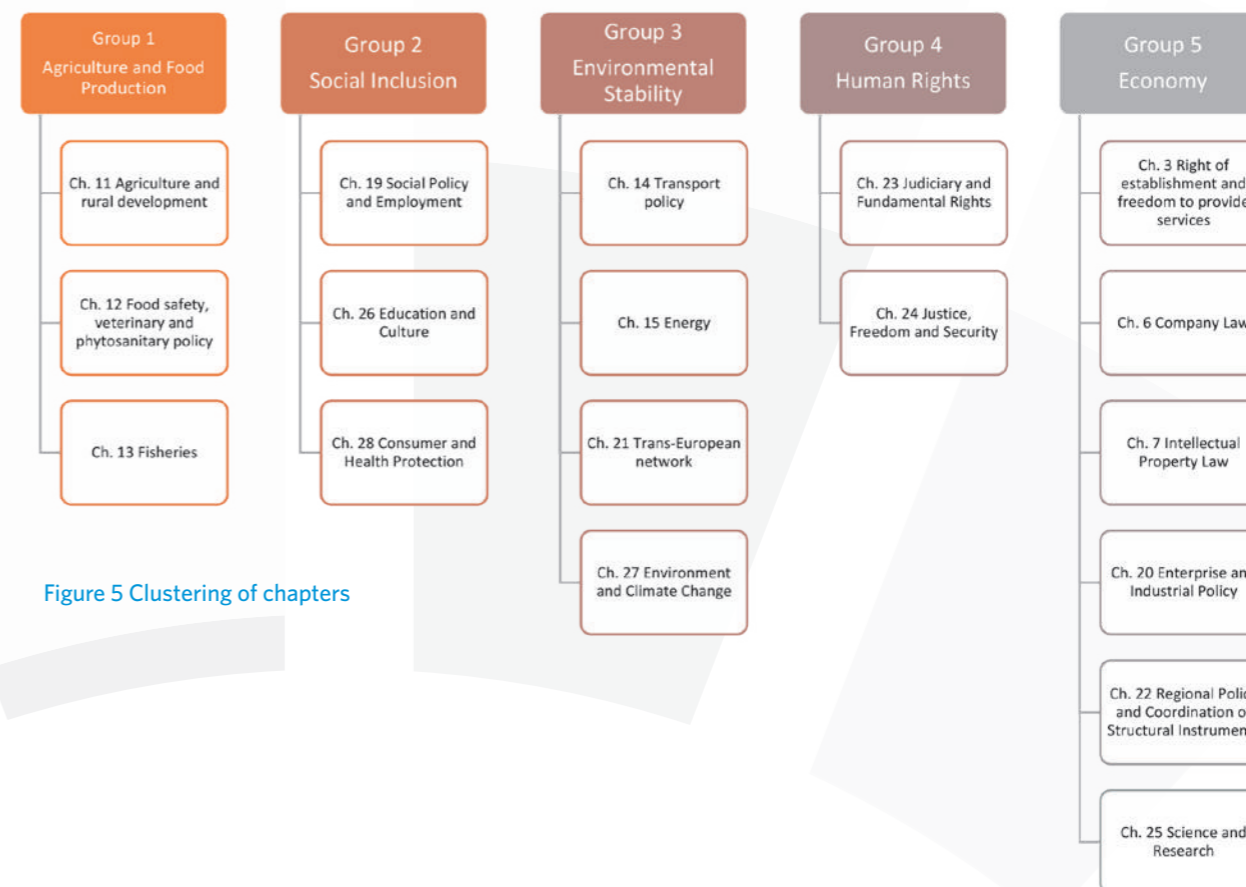 Group 1
Agriculture and Food
Production
Ch. 11 Agriculture and
rural development
Ch. 12 Food safety,
veterinary and
phytosanitary policy
Ch. 13 Fisheries
Group 2
Social Inclusion
Ch. 19 Social Policy
and Employment
Ch. 26 Education and
Culture
Ch. 28 Consumer and
Health Protection
Group 3
Environmental
Stability
Ch. 14 Transport
policy
Ch. 15 Energy
Ch. 21 Trans-European
network
Ch. 27 Environment
and Climate Change
Group 4
Human Rights
Ch. 23 Judiciary and
Fundamental Rights
Ch. 24 Justice,
Freedom and Security
Group 5
Economy
Ch. 3 Right of
establishment and
freedom to provide
services
Ch. 6 Company Law
Ch. 7 Intellectual
Property Law
Ch. 20 Enterprise an
Industrial Policy
Ch. 22 Regional Polic
and Coordination o
Structural Instrumen
Ch. 25 Science and
Research
Figure 5 Clustering of chapters